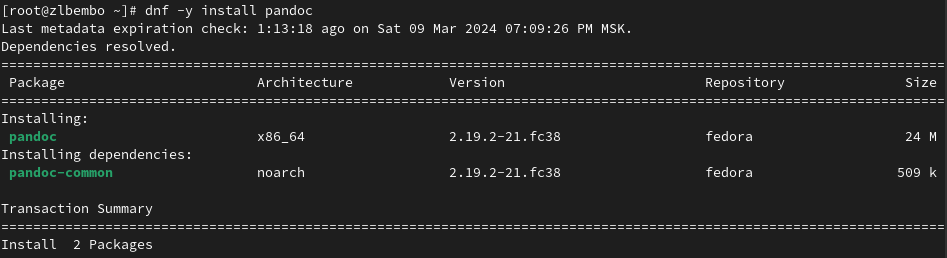 [root@zlbembo ~]# dnf -y install pandoc
Last metadata expiration check: 1:13:18 ago on Sat 09 Mar 2024 07:09:26 PM MSK.
Dependencies resolved.
================================================================================
Package Architecture Version Repository Size
================================================================================
Installing:
pandoc x86_64 2.19.2-21.fc38 fedora 24 M
Installing dependencies:
pandoc-common noarch 2.19.2-21.fc38 fedora 509 k
Transaction Summary
================================================================================
Install 2 Packages